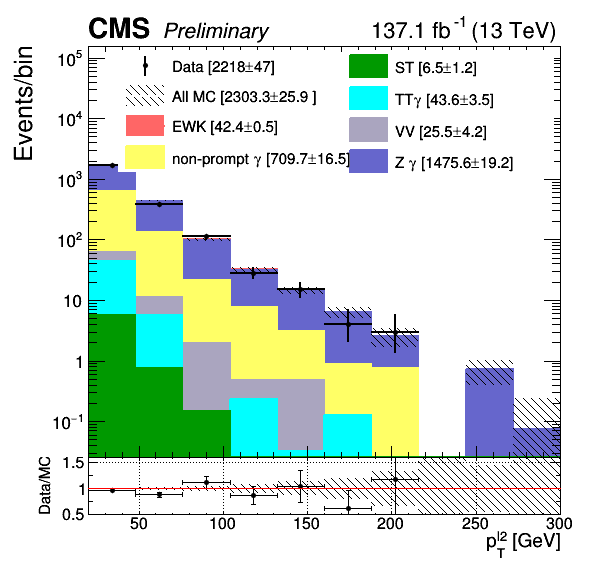 CMS Preliminary 137.1 fb⁻¹ (13 TeV)
Events/bin
10⁵
10⁴
10³
10²
10
1
10⁻¹
Data [2218±47]
All MC [2303.3±25.9 ]
EWK [42.4±0.5]
non-prompt γ [709.7±16.5]
ST [6.5±1.2]
TTγ [43.6±3.5]
VV [25.5±4.2]
Z γ [1475.6±19.2]
Data/MC
1.5
1
0.5
50 100 150 200 250 300
p_T^l2 [GeV]